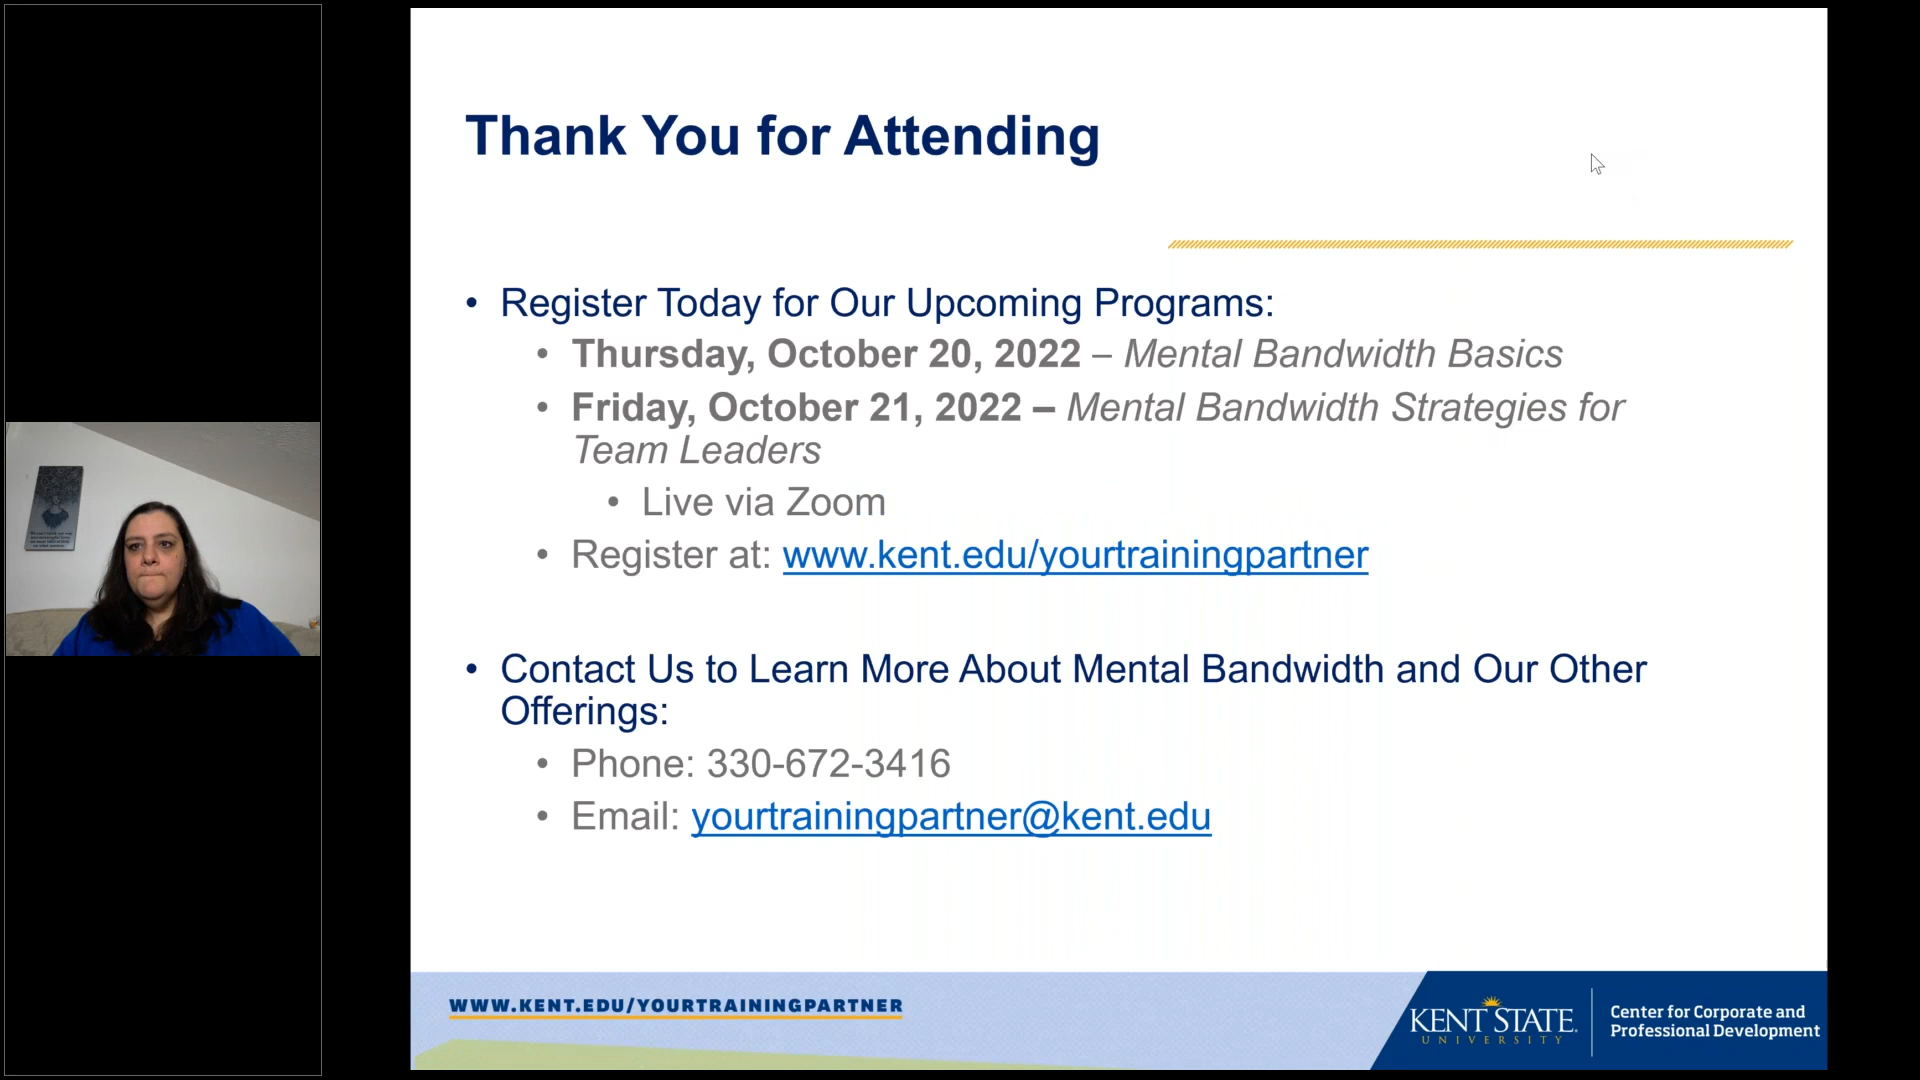 Thank You for Attending
• Register Today for Our Upcoming Programs:
• Thursday, October 20, 2022 – Mental Bandwidth Basics
• Friday, October 21, 2022 – Mental Bandwidth Strategies for
Team Leaders
• Live via Zoom
• Register at: www.kent.edu/yourtrainingpartner
• Contact Us to Learn More About Mental Bandwidth and Our Other
Offerings:
• Phone: 330-672-3416
• Email: yourtrainingpartner@kent.edu
WWW.KENT.EDU/YOURTRAININGPARTNER
KENT STATE
UNIVERSITY
Center for Corporate and
Professional Development